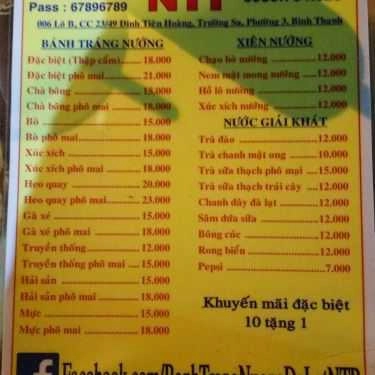 Pass : 67896789
NTP
006 Lô B, CC 23/49 Đinh Tiên Hoàng, Trường Sa, Phường 3, Bình Thạnh
BÁNH TRÁNG NƯỚNG
Đặc biệt (Thập cẩm).......18.000
Đặc biệt phô mai...........21.000
Chà bông......................15.000
Chà bông phô mai.........18.000
Bò................................15.000
Bò phô mai...................18.000
Xúc xích.......................15.000
Xúc xích phô mai..........18.000
Heo quay......................20.000
Heo quay phô mai.........23.000
Gà xé...........................15.000
Gà xé phô mai...............18.000
Truyền thống.................12.000
Truyền thống phô mai....15.000
Hải sản.........................15.000
Hải sản phô mai.............18.000
Mực.............................15.000
Mực phô mai.................18.000
XIÊN NƯỚNG
Chạo bò nướng.............12.000
Nem mật mong nướng...12.000
Hồ lô nướng..................12.000
Xúc xích nướng.............12.000
NƯỚC GIẢI KHÁT
Trà đào.........................12.000
Trà chanh mật ong.........10.000
Trà sữa thạch phô mai....15.000
Trà sữa thạch trái cây.....12.000
Chanh dây đá lạt............12.000
Sâm dứa sữa.................12.000
Bông cúc......................12.000
Rong biển.....................12.000
Pepsi............................7.000
Khuyến mãi đặc biệt
10 tặng 1